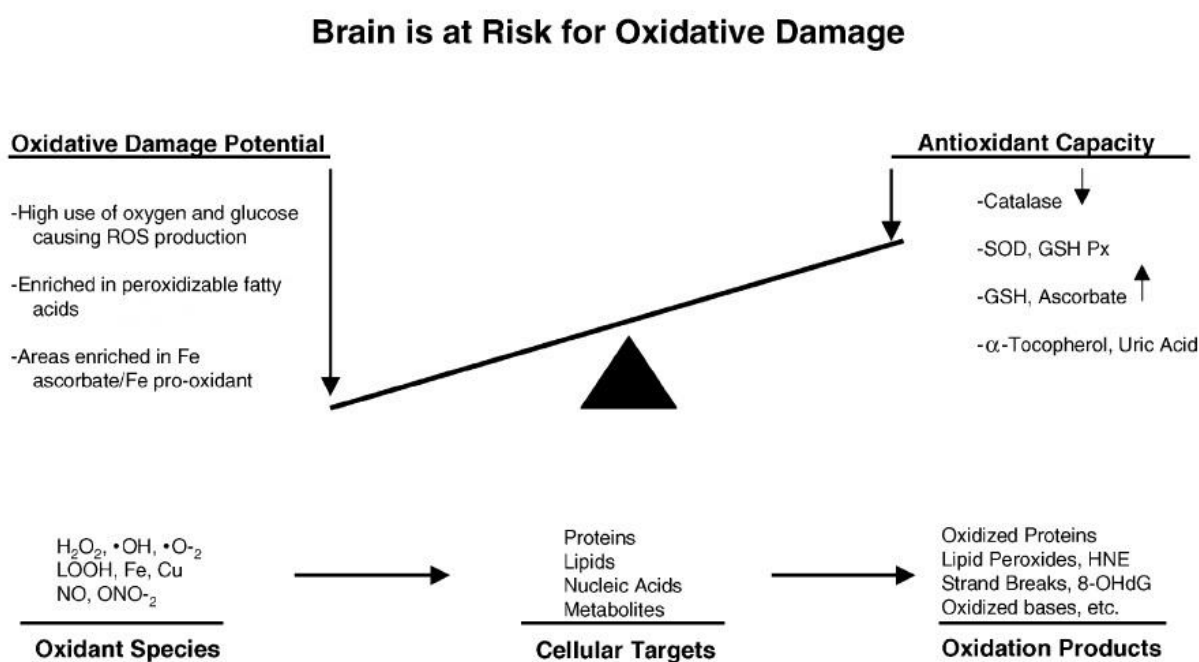 Brain is at Risk for Oxidative Damage
Oxidative Damage Potential
-High use of oxygen and glucose
causing ROS production
-Enriched in peroxidizable fatty
acids
-Areas enriched in Fe
ascorbate/Fe pro-oxidant
Antioxidant Capacity
-Catalase
-SOD, GSH Px
-GSH, Ascorbate
-α-Tocopherol, Uric Acid
H₂O₂, •OH, •O-₂
LOOH, Fe, Cu
NO, ONO-₂
Oxidant Species
Proteins
Lipids
Nucleic Acids
Metabolites
Cellular Targets
Oxidized Proteins
Lipid Peroxides, HNE
Strand Breaks, 8-OHdG
Oxidized bases, etc.
Oxidation Products